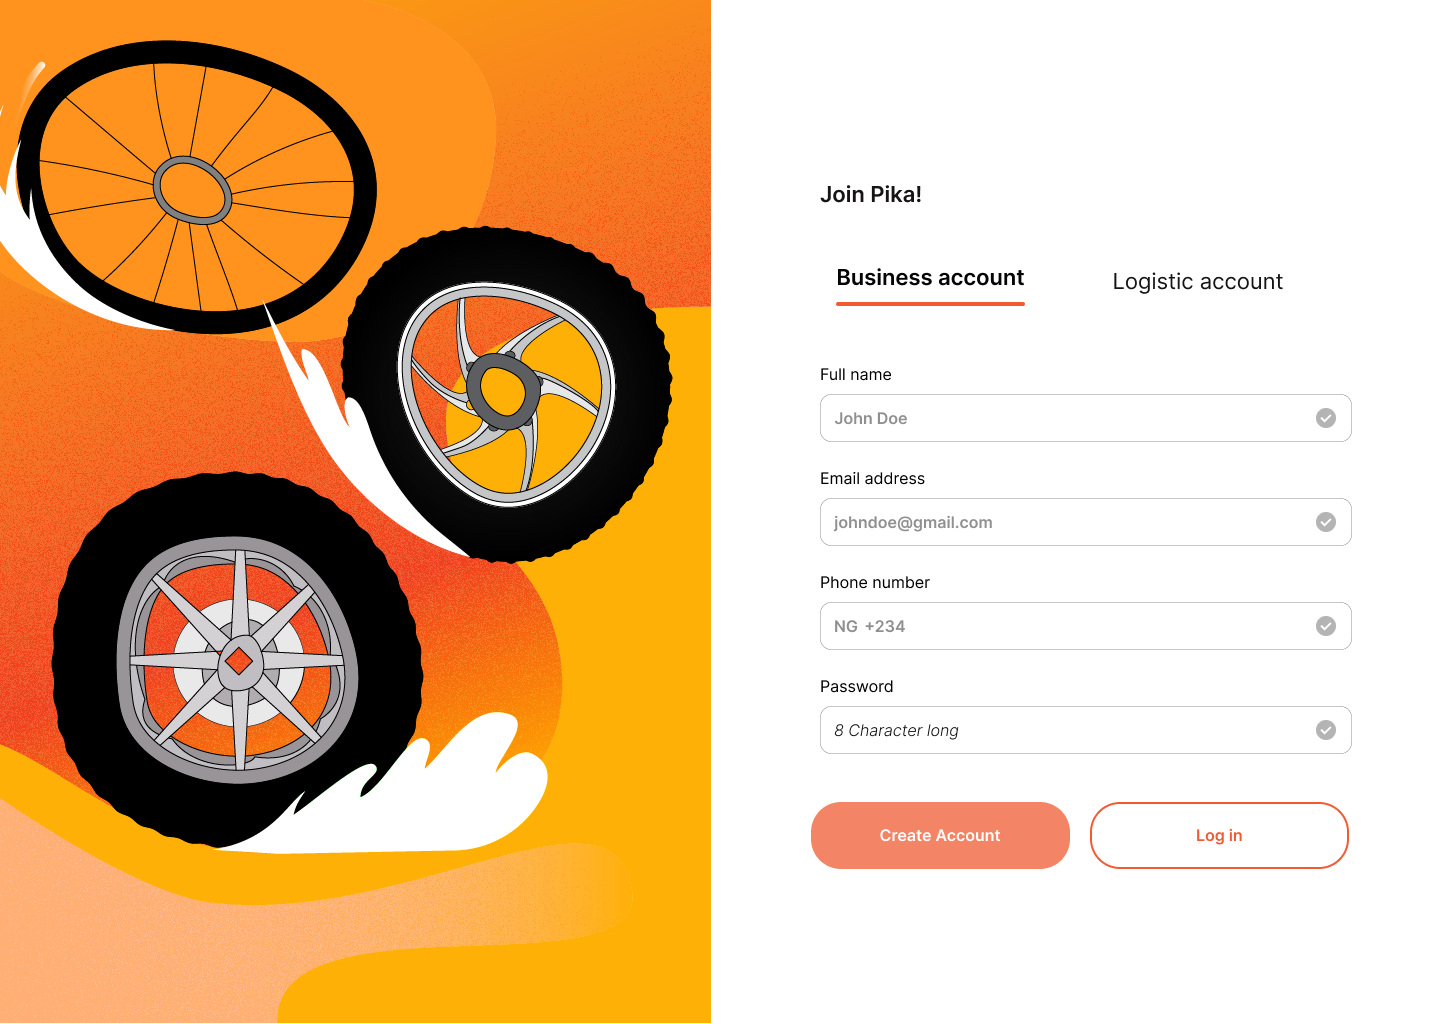 Join Pika!
Business account
Logistic account
Full name
John Doe
Email address
johndoe@gmail.com
Phone number
NG +234
Password
8 Character long
Create Account
Log in